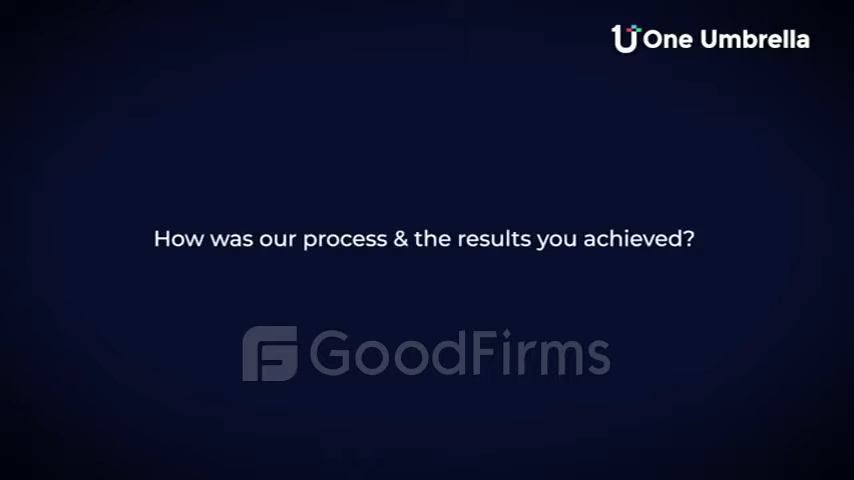 One Umbrella
How was our process & the results you achieved?
GoodFirms